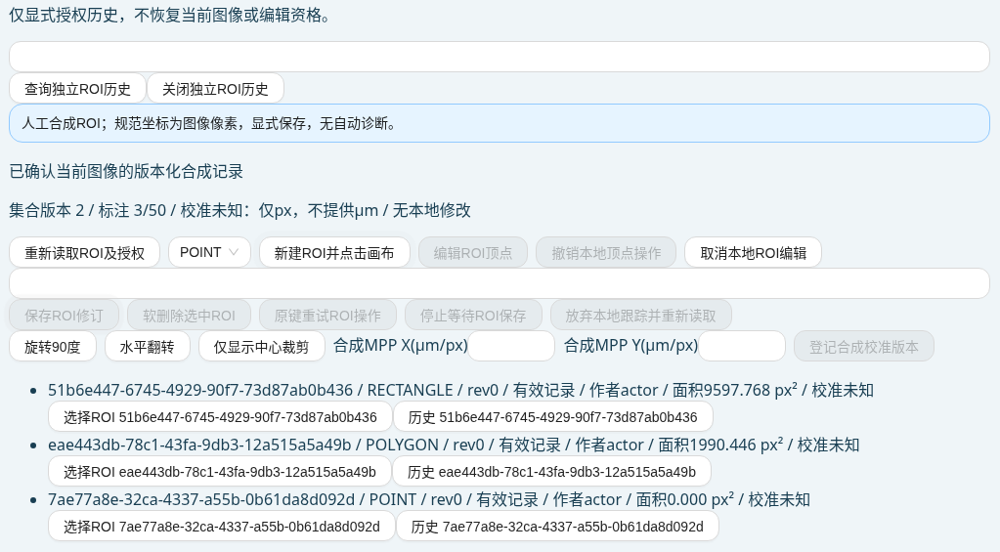 仅显式授权历史，不恢复当前图像或编辑资格。
查询独立ROI历史 关闭独立ROI历史
人工合成ROI；规范坐标为图像像素，显式保存，无自动诊断。
已确认当前图像的版本化合成记录
集合版本 2 / 标注 3/50 / 校准未知：仅px，不提供μm / 无本地修改
重新读取ROI及授权 POINT 新建ROI并点击画布 编辑ROI顶点 撤销本地顶点操作 取消本地ROI编辑
保存ROI修订 软删除选中ROI 原键重试ROI操作 停止等待ROI保存 放弃本地跟踪并重新读取
旋转90度 水平翻转 仅显示中心裁剪 合成MPP X(μm/px) 合成MPP Y(μm/px) 登记合成校准版本
51b6e447-6745-4929-90f7-73d87ab0b436 / RECTANGLE / rev0 / 有效记录 / 作者actor / 面积9597.768 px² / 校准未知
选择ROI 51b6e447-6745-4929-90f7-73d87ab0b436 历史 51b6e447-6745-4929-90f7-73d87ab0b436
eae443db-78c1-43fa-9db3-12a515a5a49b / POLYGON / rev0 / 有效记录 / 作者actor / 面积1990.446 px² / 校准未知
选择ROI eae443db-78c1-43fa-9db3-12a515a5a49b 历史 eae443db-78c1-43fa-9db3-12a515a5a49b
7ae77a8e-32ca-4337-a55b-0b61da8d092d / POINT / rev0 / 有效记录 / 作者actor / 面积0.000 px² / 校准未知
选择ROI 7ae77a8e-32ca-4337-a55b-0b61da8d092d 历史 7ae77a8e-32ca-4337-a55b-0b61da8d092d